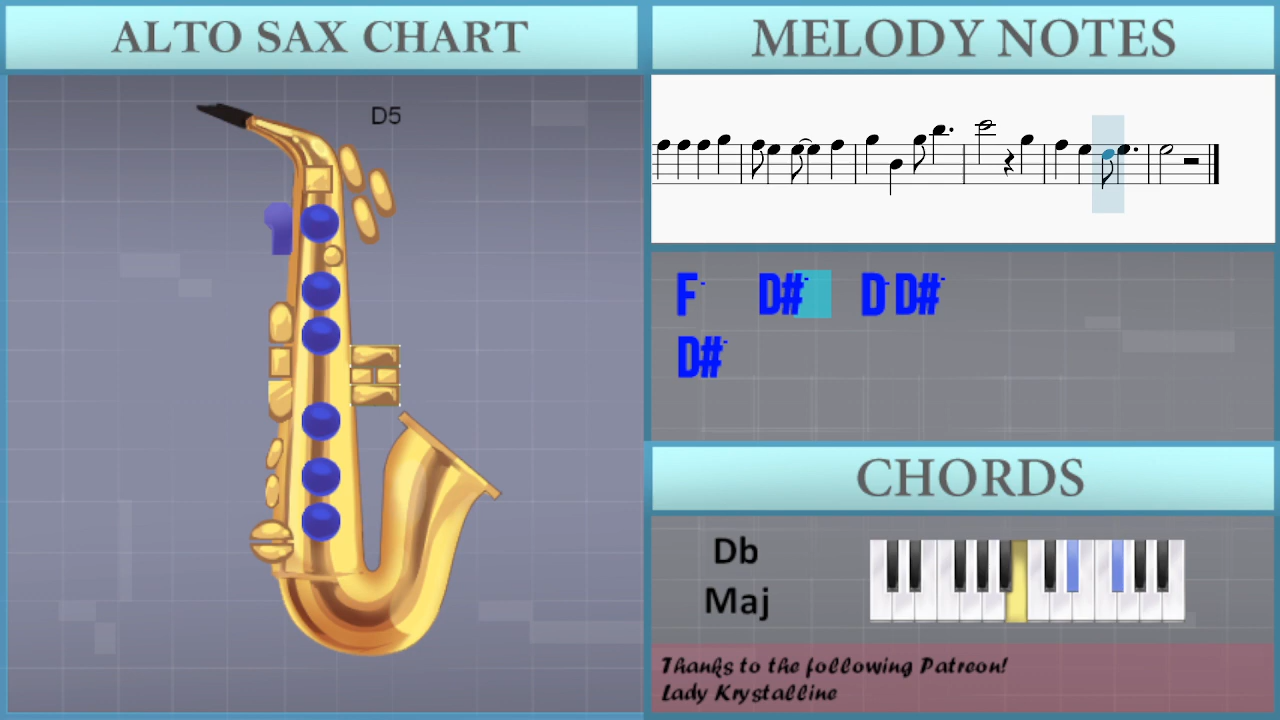 ALTO SAX CHART
D5
MELODY NOTES
F- D#- D- D#-
D#-
CHORDS
Db
Maj
Thanks to the following Patreon!
Lady Krystalline